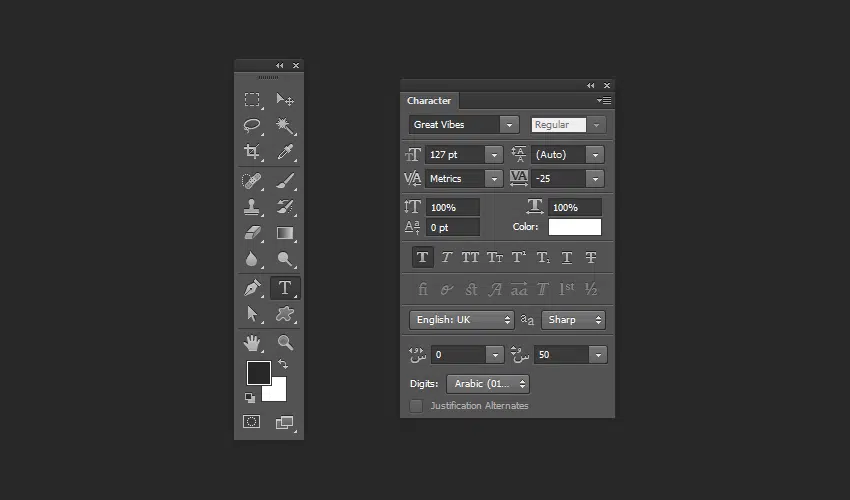 Character
Great Vibes Regular
127 pt (Auto)
Metrics -25
100% 100%
0 pt Color:
T T TT TT T¹ T₁ T T
fi st A aa T 1st ½
English: UK aa Sharp
0 50
Digits: Arabic (01...
Justification Alternates